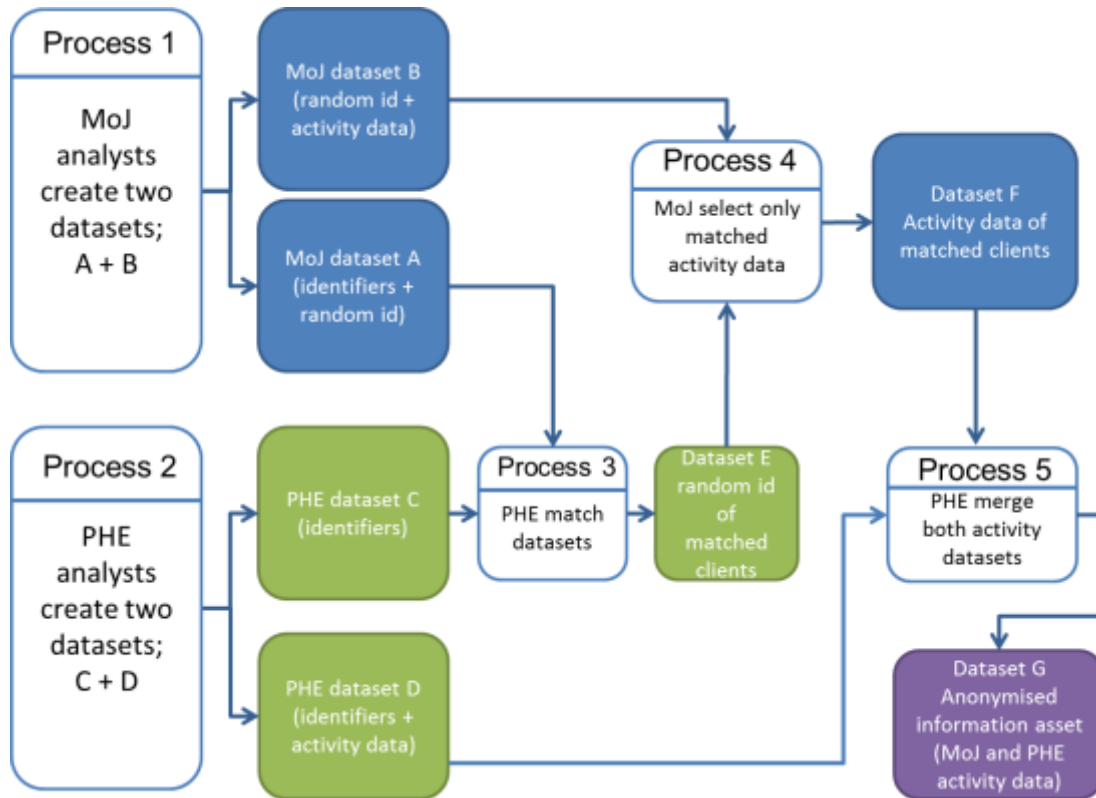 Process 1
MoJ
analysts
create two
datasets;
A + B
MoJ dataset B
(random id +
activity data)
MoJ dataset A
(identifiers +
random id)
Process 4
MoJ select only
matched
activity data
Dataset F
Activity data of
matched clients
Process 2
PHE
analysts
create two
datasets;
C + D
PHE dataset C
(identifiers)
PHE dataset D
(identifiers +
activity data)
Process 3
PHE match
datasets
Dataset E
random id
of
matched
clients
Process 5
PHE merge
both activity
datasets
Dataset G
Anonymised
information asset
(MoJ and PHE
activity data)